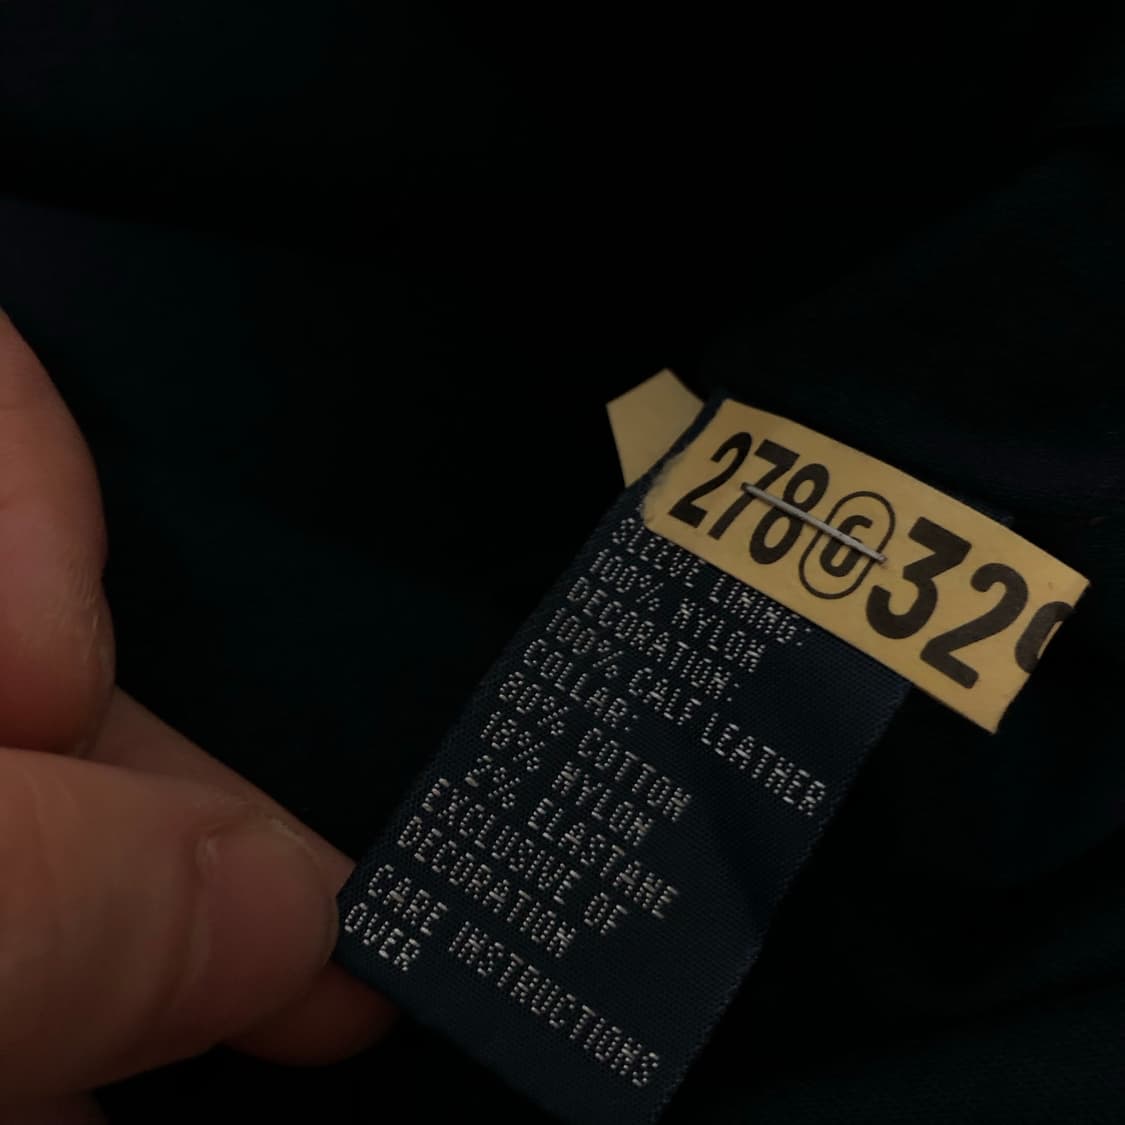 278 G 32
SLEEVE LINING:
100% NYLON
DECORATION:
100% CALF LEATHER
COLLAR:
80% COTTON
18% NYLON
2% ELASTANE
EXCLUSIVE OF
DECORATION
CARE INSTRUCTIONS
OVER